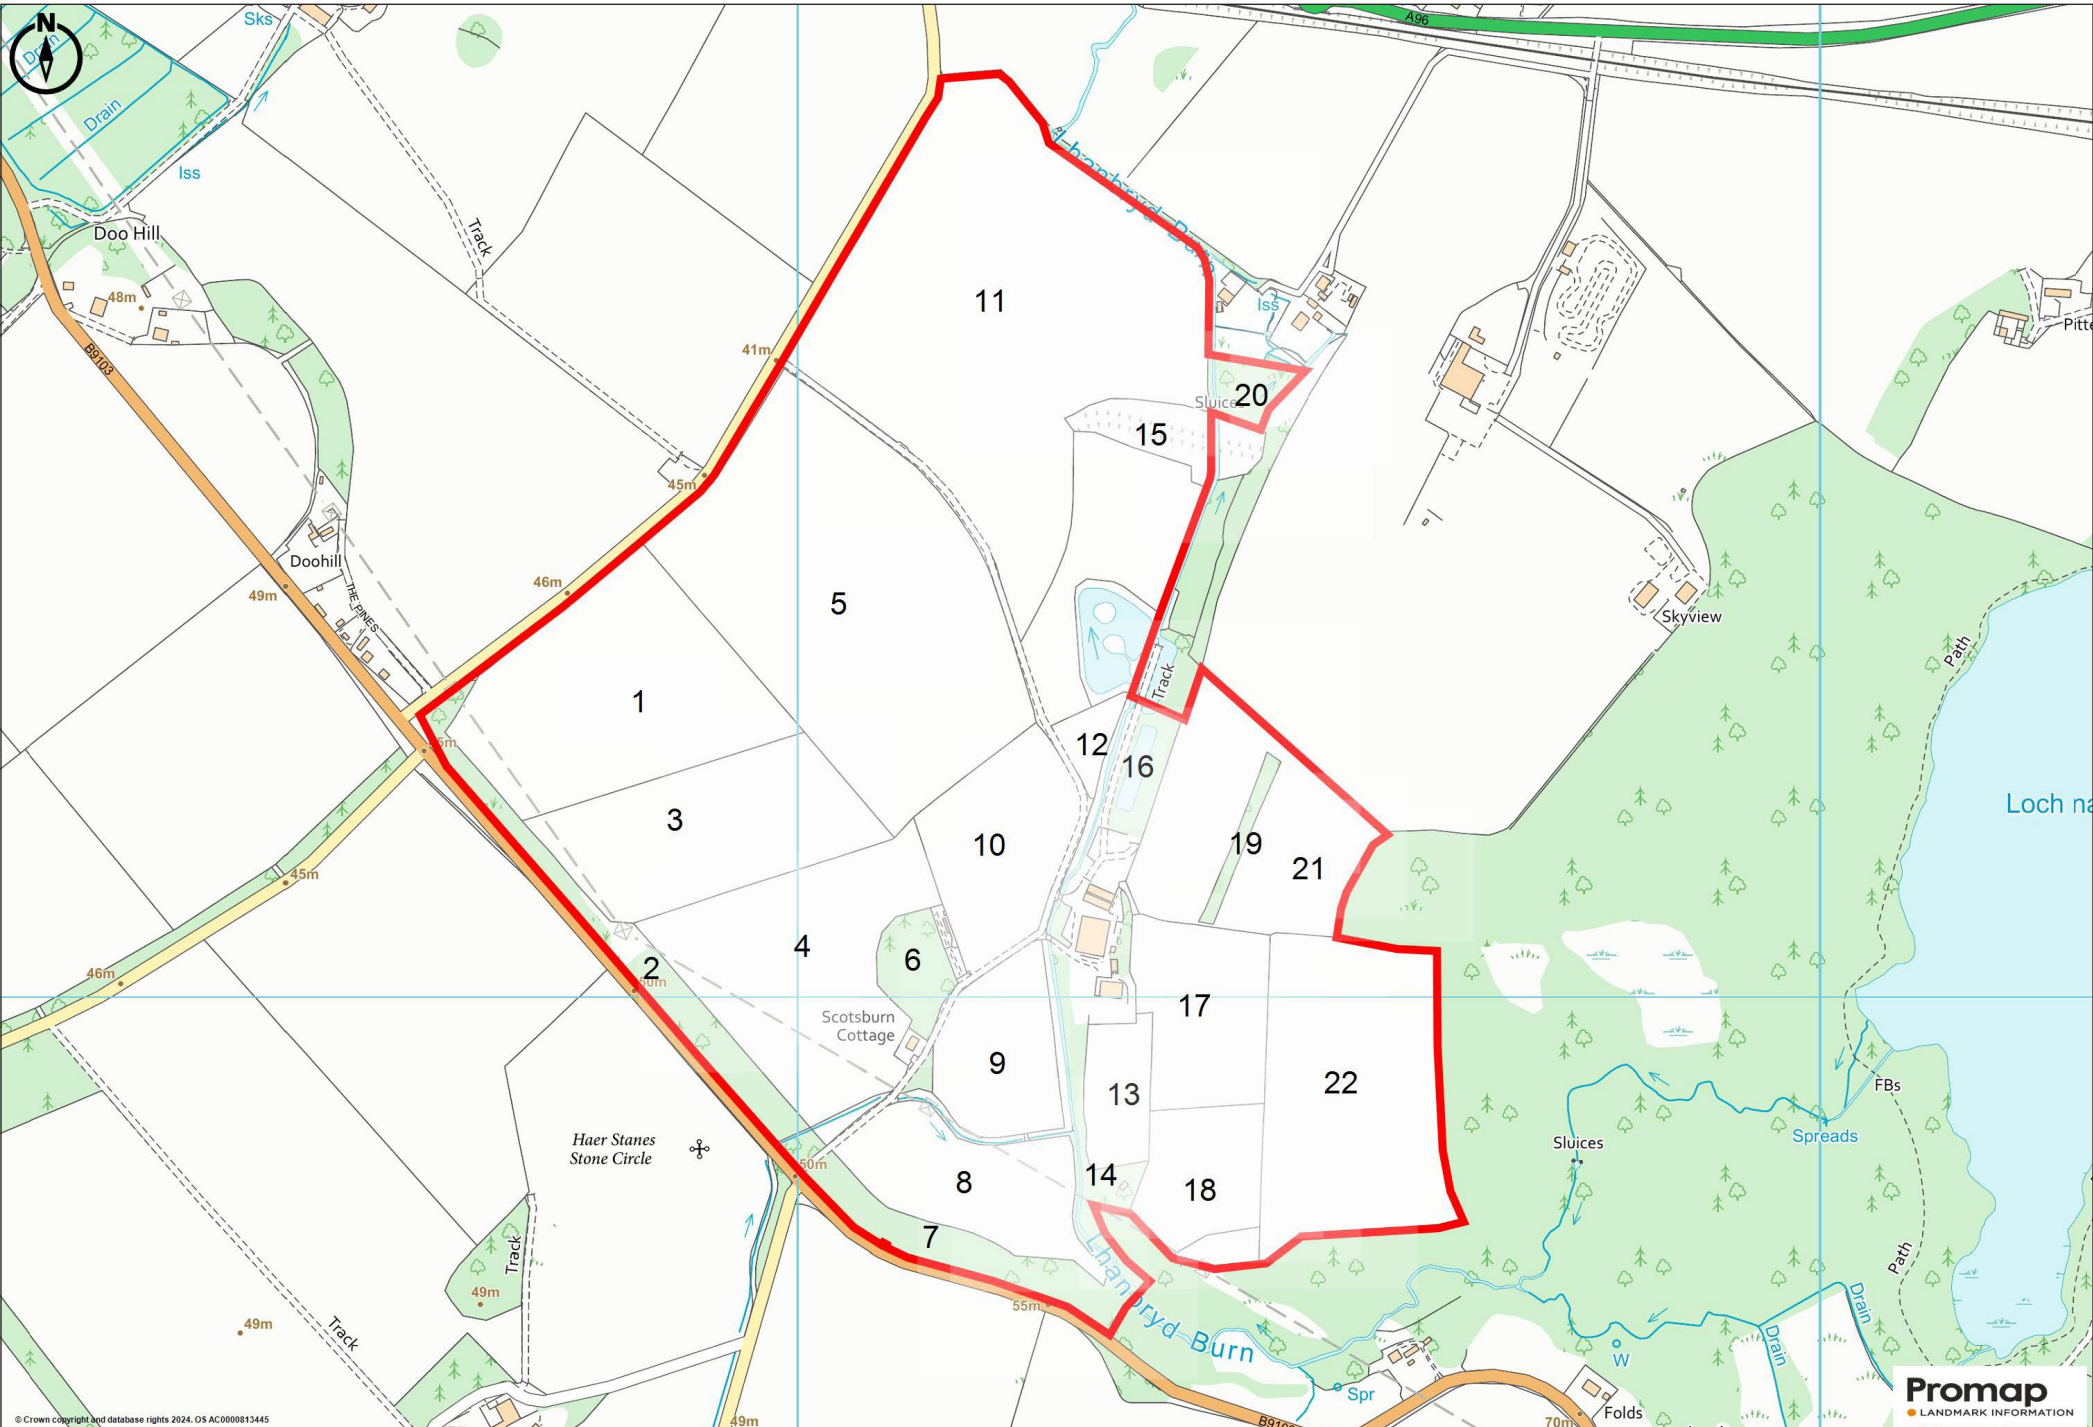 N
Sks
A96
Drain
Drain
Iss
Lhanbryd Burn
Track
Doo Hill
48m
11
Iss
B9103
41m
Pitte
20
Sluices
15
45m
Doohill
THE PINES
46m
49m
5
Skyview
Path
Track
1
12
16
Loch na
3
10
19
21
45m
4
6
2
50m
46m
17
Scotsburn
Cottage
9
13
22
FBs
Haer Stanes
Stone Circle
Spreads
Sluices
50m
14
8
18
7
Track
Path
49m
55m
Lhanbryd Burn
49m
Track
Drain
Drain
W
Spr
Folds
70m
49m
Promap
LANDMARK INFORMATION
© Crown copyright and database rights 2024. OS AC0000813445